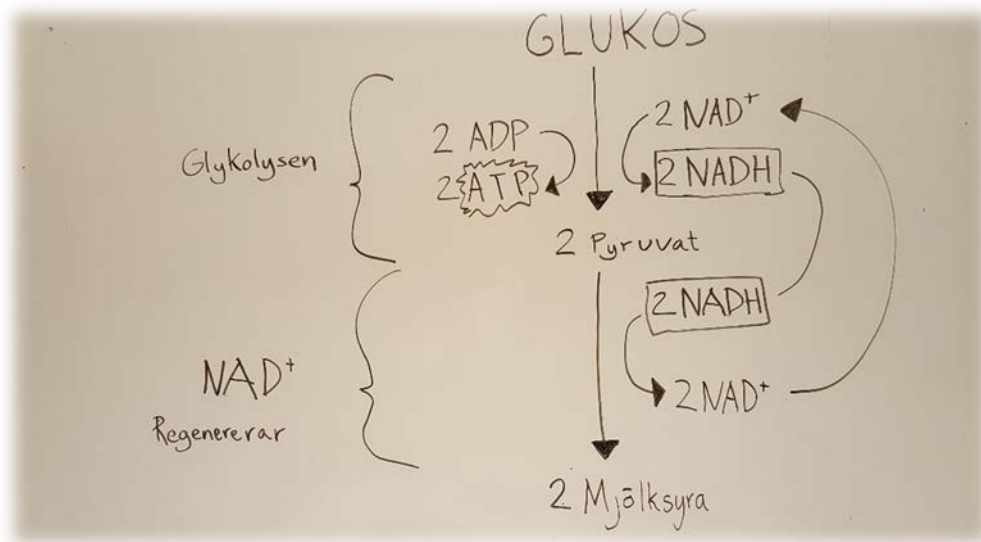 GLUKOS
2 NAD⁺
2 ADP
Glykolysen
2 NADH
2 ATP
2 Pyruvat
2 NADH
NAD⁺
2 NAD⁺
Regenererar
2 Mjölksyra